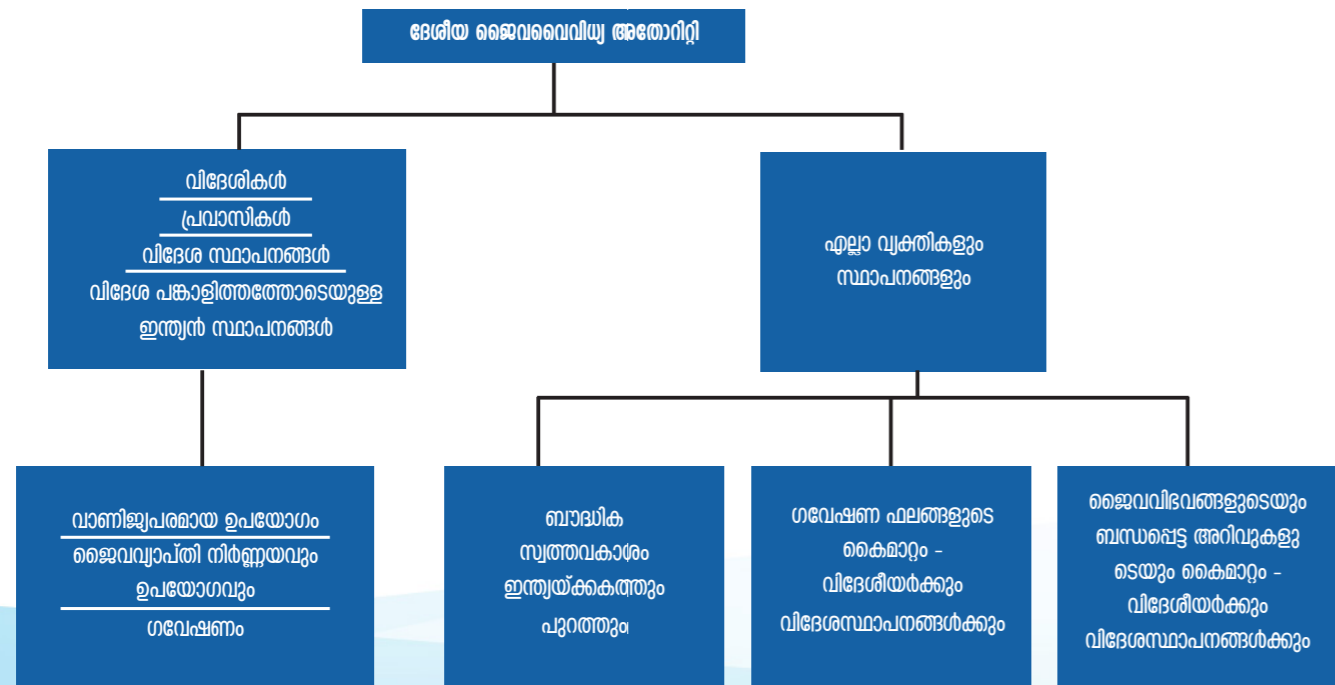 ദേശീയ ജൈവവൈവിധ്യ അതോറിറ്റി
വിദേശികൾ
പ്രവാസികൾ
വിദേശ സ്ഥാപനങ്ങൾ
വിദേശ പങ്കാളിത്തത്തോടെയുള്ള
ഇന്ത്യൻ സ്ഥാപനങ്ങൾ
എല്ലാ വ്യക്തികളും
സ്ഥാപനങ്ങളും
വാണിജ്യപരമായ ഉപയോഗം
ജൈവവ്യാപ്തി നിർണ്ണയവും
ഉപയോഗവും
ഗവേഷണം
ബൗദ്ധിക
സ്വത്തവകാശം
ഇന്ത്യയ്ക്കകത്തും
പുറത്തും
ഗവേഷണ ഫലങ്ങളുടെ
കൈമാറ്റം -
വിദേശീയർക്കും
വിദേശസ്ഥാപനങ്ങൾക്കും
ജൈവവിഭവങ്ങളുടെയും
ബന്ധപ്പെട്ട അറിവുകളു
ടെയും കൈമാറ്റം -
വിദേശീയർക്കും
വിദേശസ്ഥാപനങ്ങൾക്കും